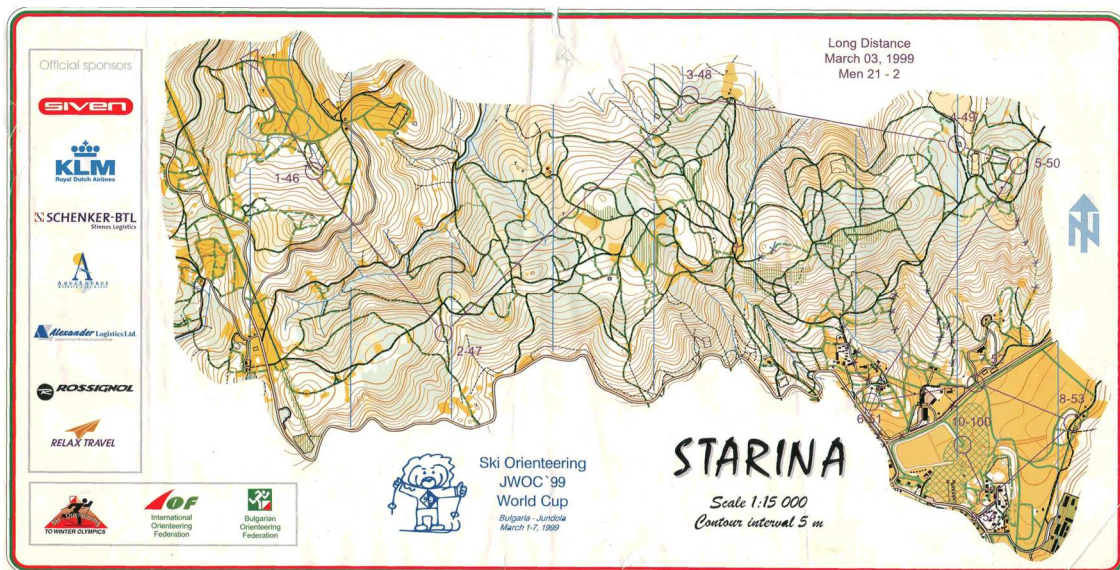 Official sponsors
SIVEN
KLM
Royal Dutch Airlines
SCHENKER-BTL
Stinnes Logistics
A
Alexander Logistics Ltd.
R ROSSIGNOL
RELAX TRAVEL
TO WINTER OLYMPICS
IOF
International
Orienteering
Federation
Bulgarian
Orienteering
Federation
Long Distance
March 03, 1999
Men 21 - 2
1-46
2-47
3-48
4-49
5-50
8-53
10-100
N
Ski Orienteering
JWOC `99
World Cup
Bulgaria - Jundola
March 1-7, 1999
STARINA
Scale 1:15 000
Contour interval 5 m